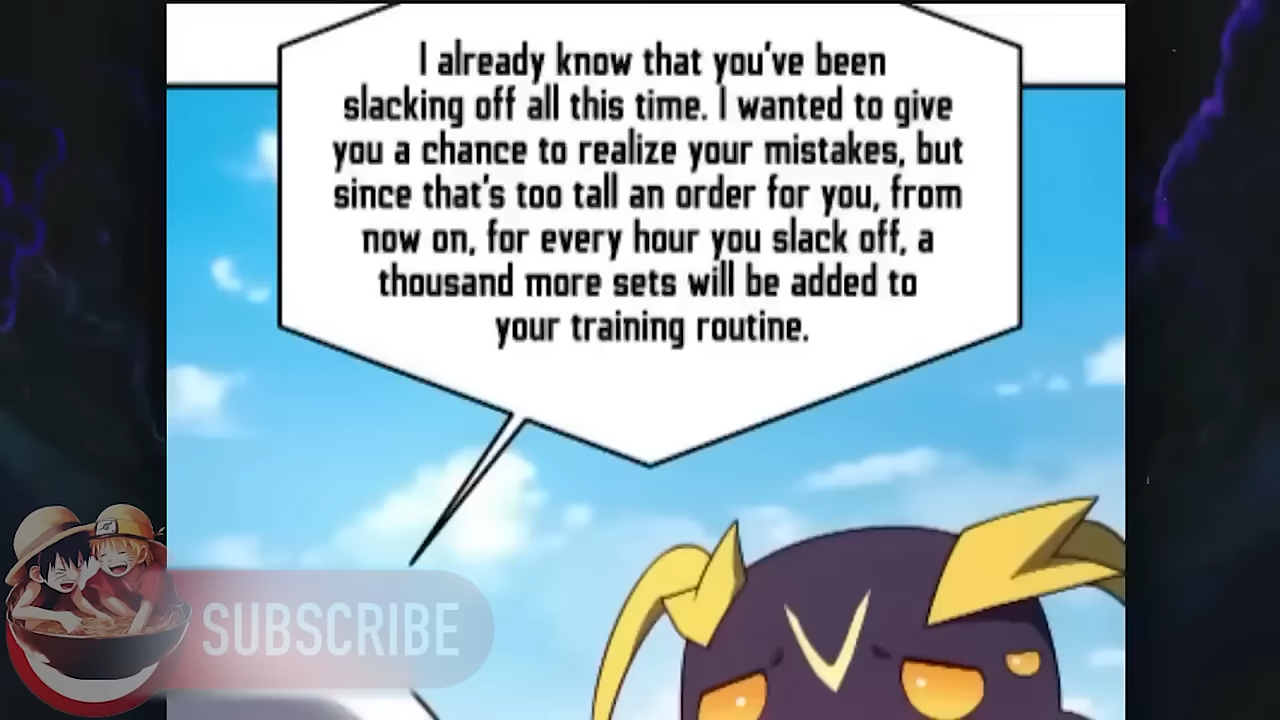 I already know that you've been
slacking off all this time. I wanted to give
you a chance to realize your mistakes, but
since that's too tall an order for you, from
now on, for every hour you slack off, a
thousand more sets will be added to
your training routine.
SUBSCRIBE